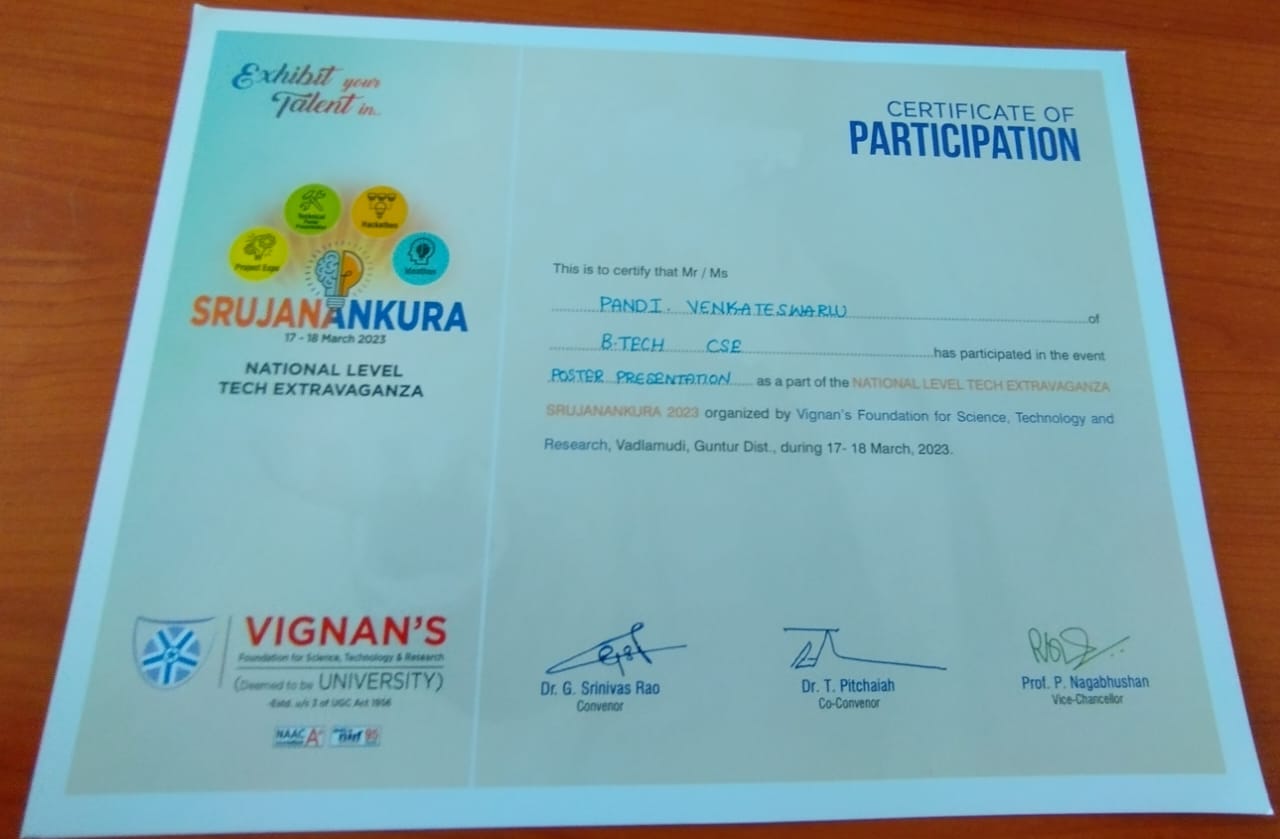 Exhibit your
Talent in..
Technical
Poster
Presentation
Hackathon
Project Expo
Ideathon
SRUJANANKURA
17 - 18 March 2023
NATIONAL LEVEL
TECH EXTRAVAGANZA
VIGNAN'S
Foundation for Science, Technology & Research
(Deemed to be UNIVERSITY)
-Estd. u/s 3 of UGC Act 1956
NAAC A+
nirf 95
CERTIFICATE OF
PARTICIPATION
This is to certify that Mr / Ms
PANDI. VENKATESWARLU of
B.TECH CSE has participated in the event
POSTER PRESENTATION as a part of the NATIONAL LEVEL TECH EXTRAVAGANZA
SRUJANANKURA 2023 organized by Vignan's Foundation for Science, Technology and
Research, Vadlamudi, Guntur Dist., during 17- 18 March, 2023.
Dr. G. Srinivas Rao
Convenor
Dr. T. Pitchaiah
Co-Convenor
Prof. P. Nagabhushan
Vice-Chancellor